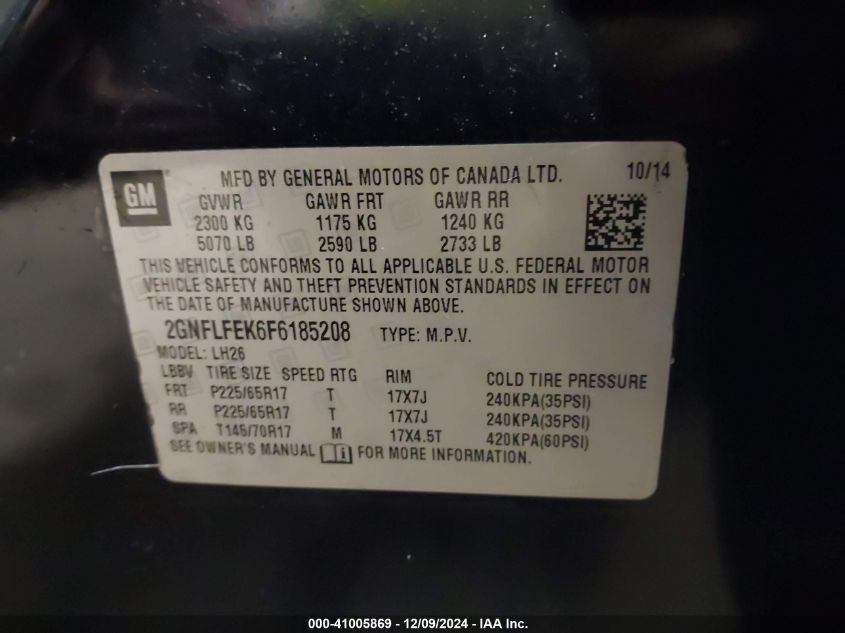 GM
MFD BY GENERAL MOTORS OF CANADA LTD. 10/14
GVWR GAWR FRT GAWR RR
2300 KG 1175 KG 1240 KG
5070 LB 2590 LB 2733 LB
THIS VEHICLE CONFORMS TO ALL APPLICABLE U.S. FEDERAL MOTOR
VEHICLE SAFETY AND THEFT PREVENTION STANDARDS IN EFFECT ON
THE DATE OF MANUFACTURE SHOWN ABOVE.
2GNFLFEK6F6185208 TYPE: M.P.V.
MODEL: LH26
LBBV TIRE SIZE SPEED RTG RIM COLD TIRE PRESSURE
FRT P225/65R17 T 17X7J 240KPA(35PSI)
RR P225/65R17 T 17X7J 240KPA(35PSI)
SPA T145/70R17 M 17X4.5T 420KPA(60PSI)
SEE OWNER'S MANUAL FOR MORE INFORMATION.
000-41005869 - 12/09/2024 - IAA Inc.